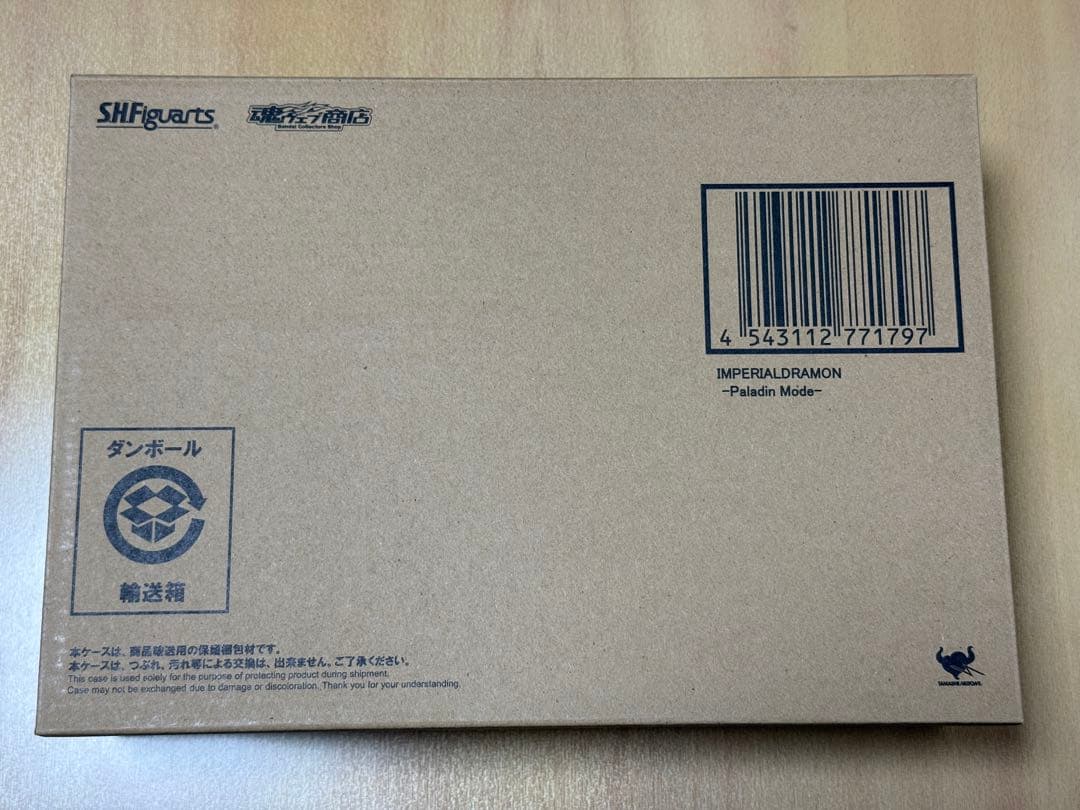 S.H.Figuarts
魂ウェブ商店
Bandai Collectors Shop
4 543112 771797
IMPERIALDRAMON
-Paladin Mode-
ダンボール
輸送箱
本ケースは、商品輸送用の保護梱包材です。
本ケースは、つぶれ、汚れ等による交換は、出来ません。ご了承ください。
This case is used solely for the purpose of protecting product during shipment.
Case may not be exchanged due to damage or discoloration. Thank you for your understanding.
TAMASHII NATIONS